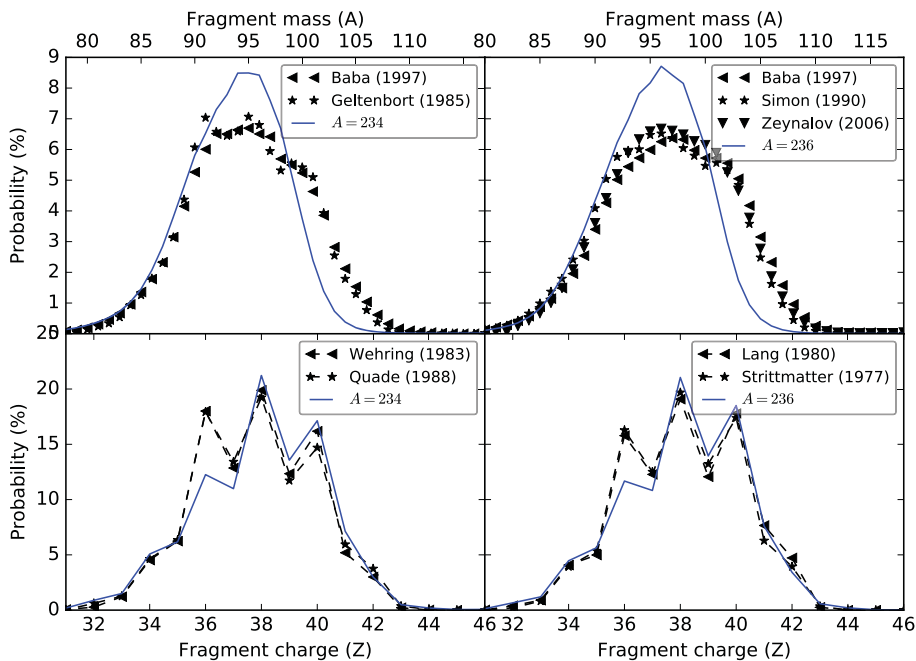 Fragment mass (A)
Fragment mass (A)
80 85 90 95 100 105 110
80 85 90 95 100 105 110 115
9
8
7
6
5
4
3
2
1
0
Probability (%)
Baba (1997)
Geltenbort (1985)
A = 234
Baba (1997)
Simon (1990)
Zeynalov (2006)
A = 236
25
20
15
10
5
0
Probability (%)
Wehring (1983)
Quade (1988)
A = 234
Lang (1980)
Strittmatter (1977)
A = 236
32 34 36 38 40 42 44 46
32 34 36 38 40 42 44 46
Fragment charge (Z)
Fragment charge (Z)